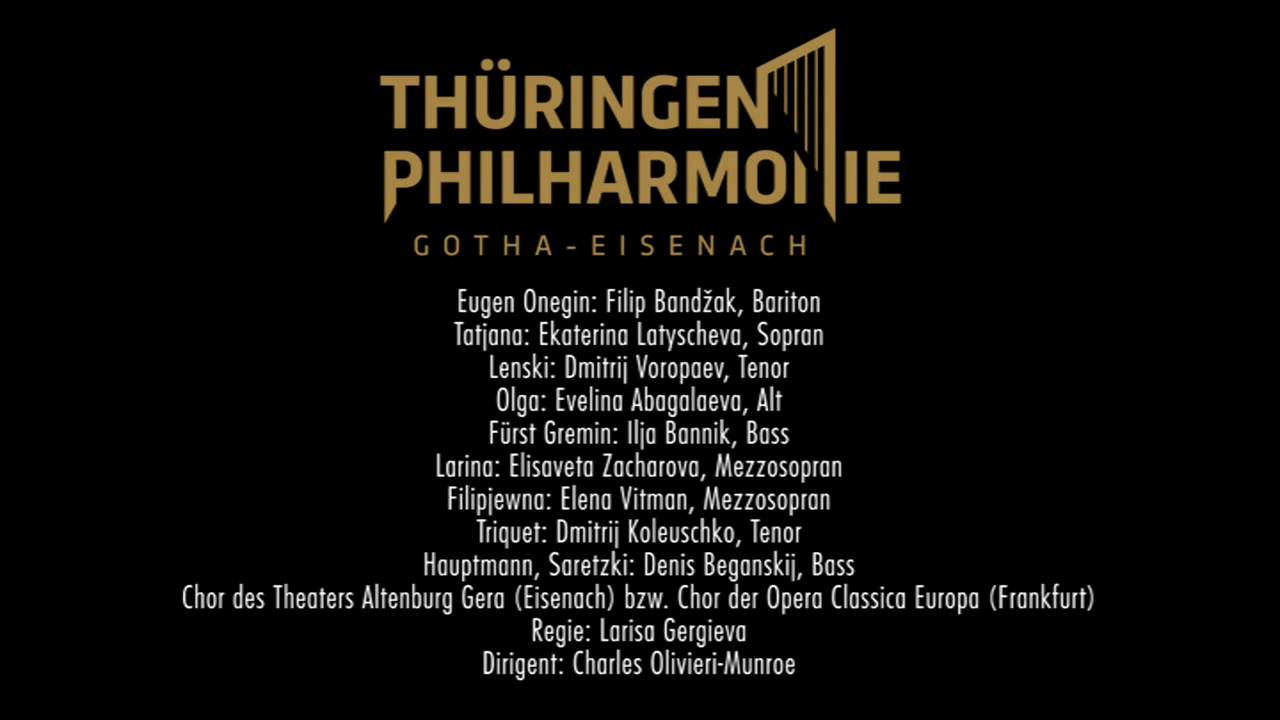 THÜRINGEN
PHILHARMONIE
GOTHA-EISENACH
Eugen Onegin: Filip Bandžak, Bariton
Tatjana: Ekaterina Latyscheva, Sopran
Lenski: Dmitrij Voropaev, Tenor
Olga: Evelina Abagalaeva, Alt
Fürst Gremin: Ilja Bannik, Bass
Larina: Elisaveta Zacharova, Mezzosopran
Filipjewna: Elena Vitman, Mezzosopran
Triquet: Dmitrij Koleuschko, Tenor
Hauptmann, Saretzki: Denis Beganskij, Bass
Chor des Theaters Altenburg Gera (Eisenach) bzw. Chor der Opera Classica Europa (Frankfurt)
Regie: Larisa Gergieva
Dirigent: Charles Olivieri-Munroe